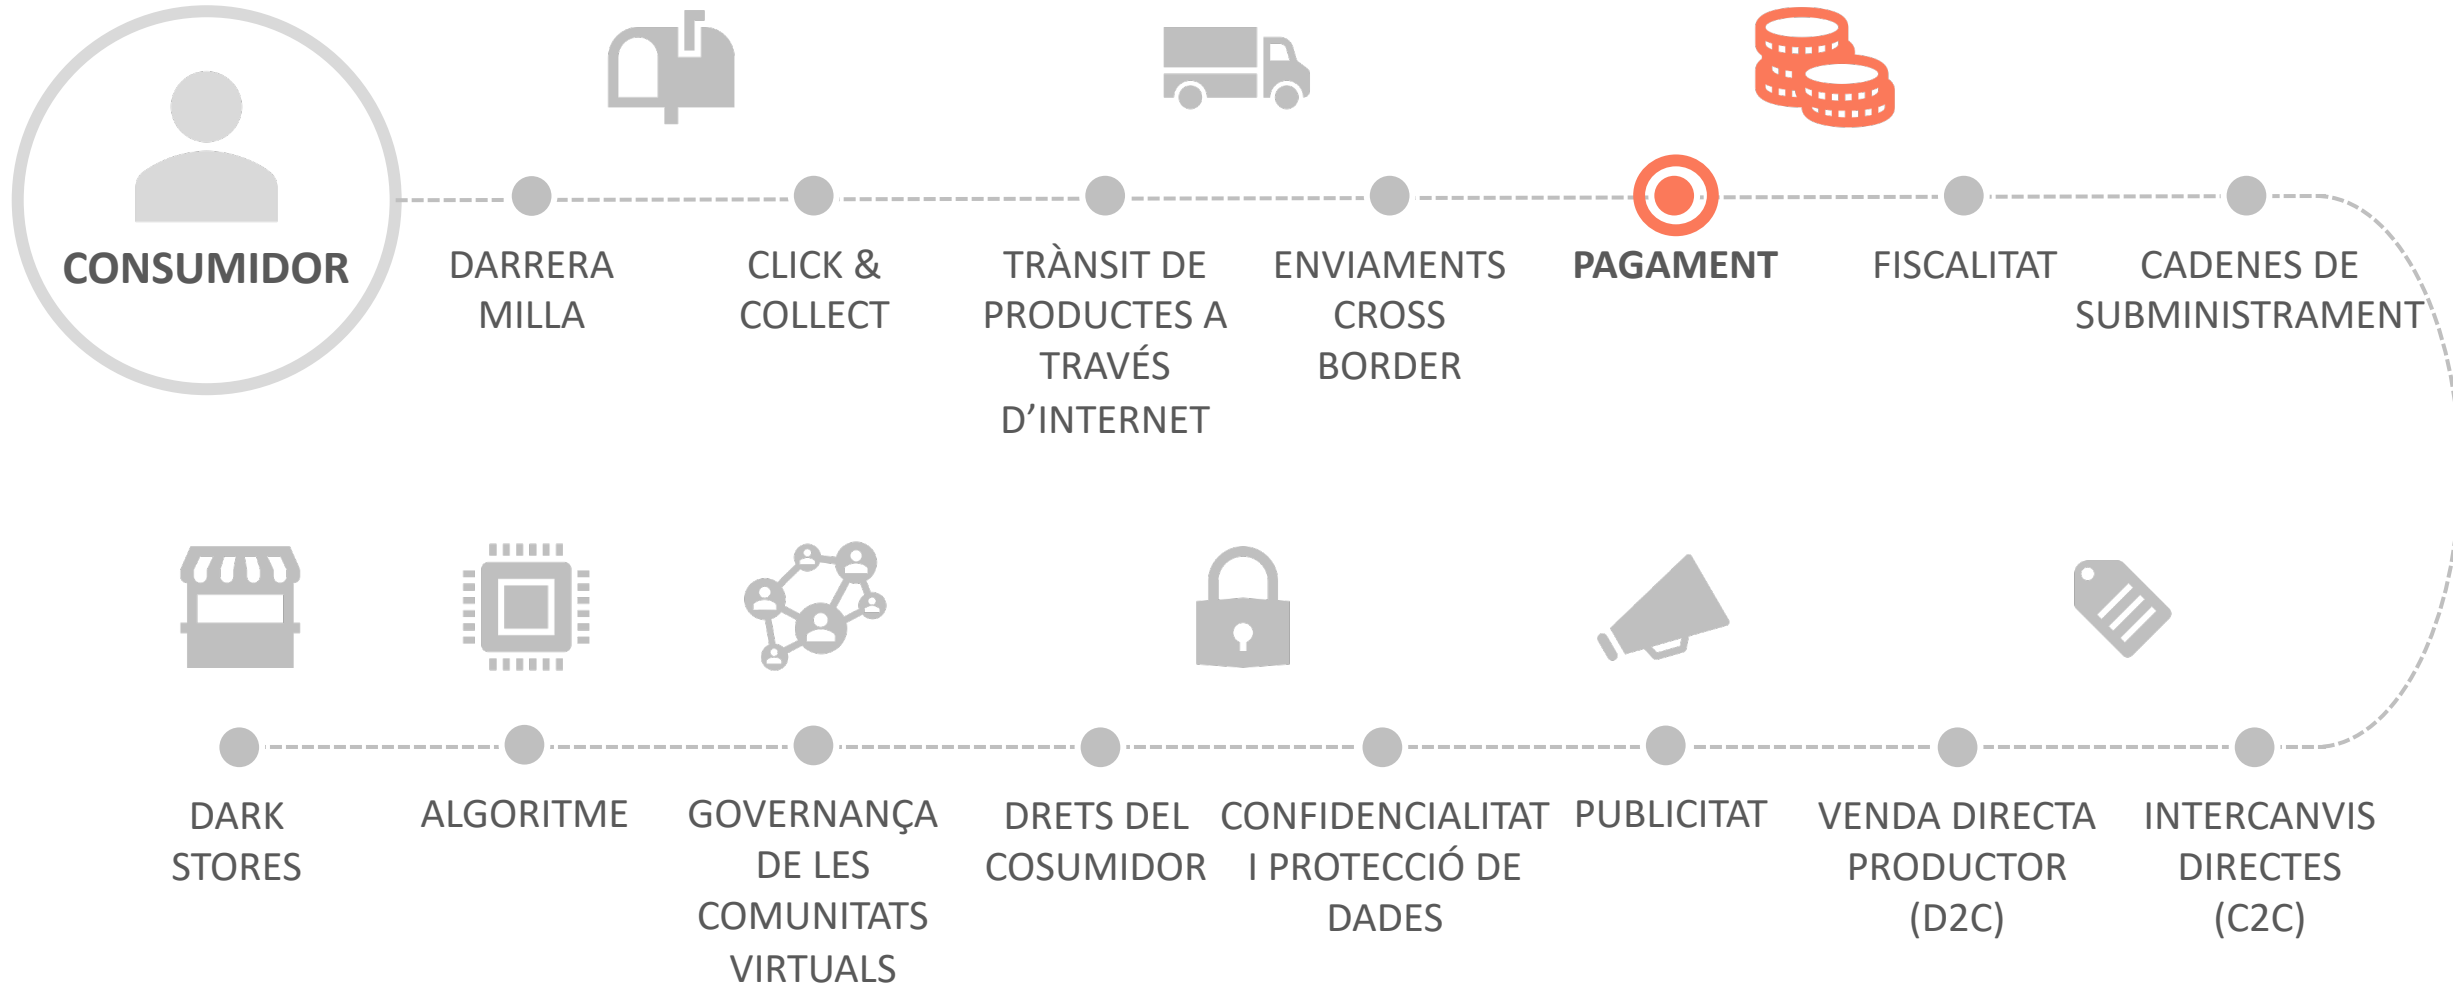 CONSUMIDOR
DARRERA
MILLA
CLICK &
COLLECT
TRÀNSIT DE
PRODUCTES A
TRAVÉS
D’INTERNET
ENVIAMENTS
CROSS
BORDER
PAGAMENT
FISCALITAT
CADENES DE
SUBMINISTRAMENT
DARK
STORES
ALGORITME
GOVERNANÇA
DE LES
COMUNITATS
VIRTUALS
DRETS DEL
COSUMIDOR
CONFIDENCIALITAT
I PROTECCIÓ DE
DADES
PUBLICITAT
VENDA DIRECTA
PRODUCTOR
(D2C)
INTERCANVIS
DIRECTES
(C2C)